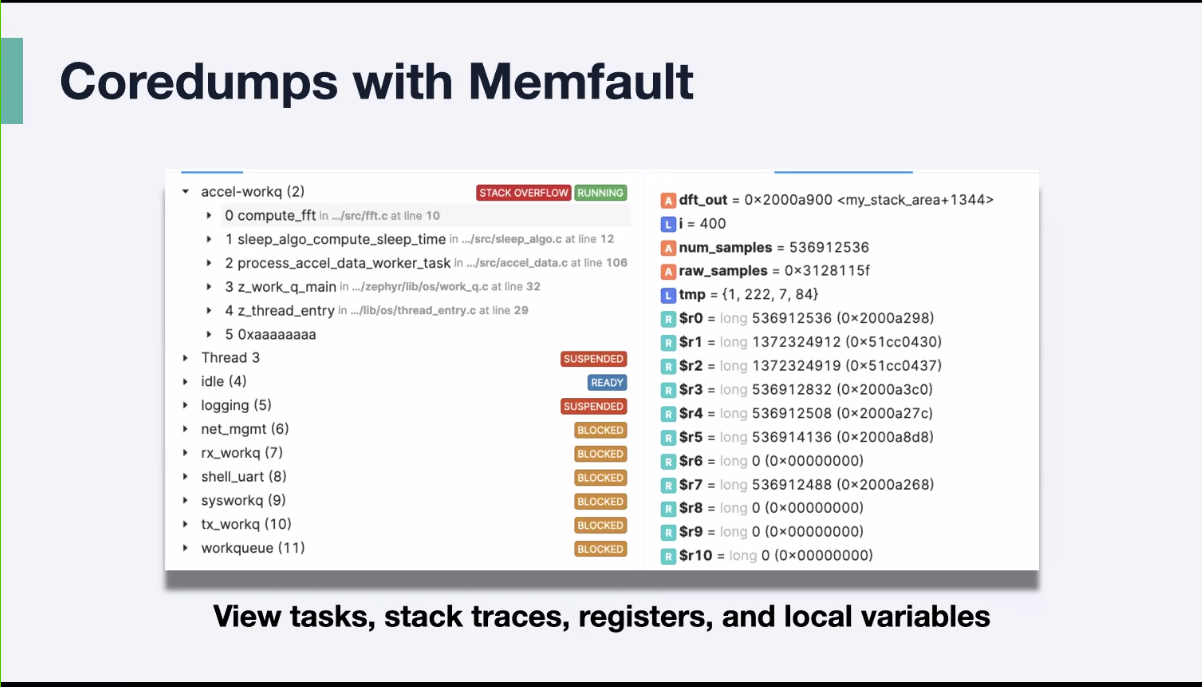 Coredumps with Memfault
accel-workq (2) STACK OVERFLOW RUNNING
0 compute_fft in .../src/fft.c at line 10
1 sleep_algo_compute_sleep_time in .../src/sleep_algo.c at line 12
2 process_accel_data_worker_task in .../src/accel_data.c at line 106
3 z_work_q_main in .../zephyr/lib/os/work_q.c at line 32
4 z_thread_entry in .../lib/os/thread_entry.c at line 29
5 0xaaaaaaaa
Thread 3 SUSPENDED
idle (4) READY
logging (5) SUSPENDED
net_mgmt (6) BLOCKED
rx_workq (7) BLOCKED
shell_uart (8) BLOCKED
sysworkq (9) BLOCKED
tx_workq (10) BLOCKED
workqueue (11) BLOCKED
A dft_out = 0×2000a900 <my_stack_area+1344>
L i = 400
A num_samples = 536912536
A raw_samples = 0×3128115f
L tmp = {1, 222, 7, 84}
R $r0 = long 536912536 (0×2000a298)
R $r1 = long 1372324912 (0×51cc0430)
R $r2 = long 1372324919 (0×51cc0437)
R $r3 = long 536912832 (0×2000a3c0)
R $r4 = long 536912508 (0×2000a27c)
R $r5 = long 536914136 (0×2000a8d8)
R $r6 = long 0 (0×00000000)
R $r7 = long 536912488 (0×2000a268)
R $r8 = long 0 (0×00000000)
R $r9 = long 0 (0×00000000)
R $r10 = long 0 (0×00000000)
View tasks, stack traces, registers, and local variables